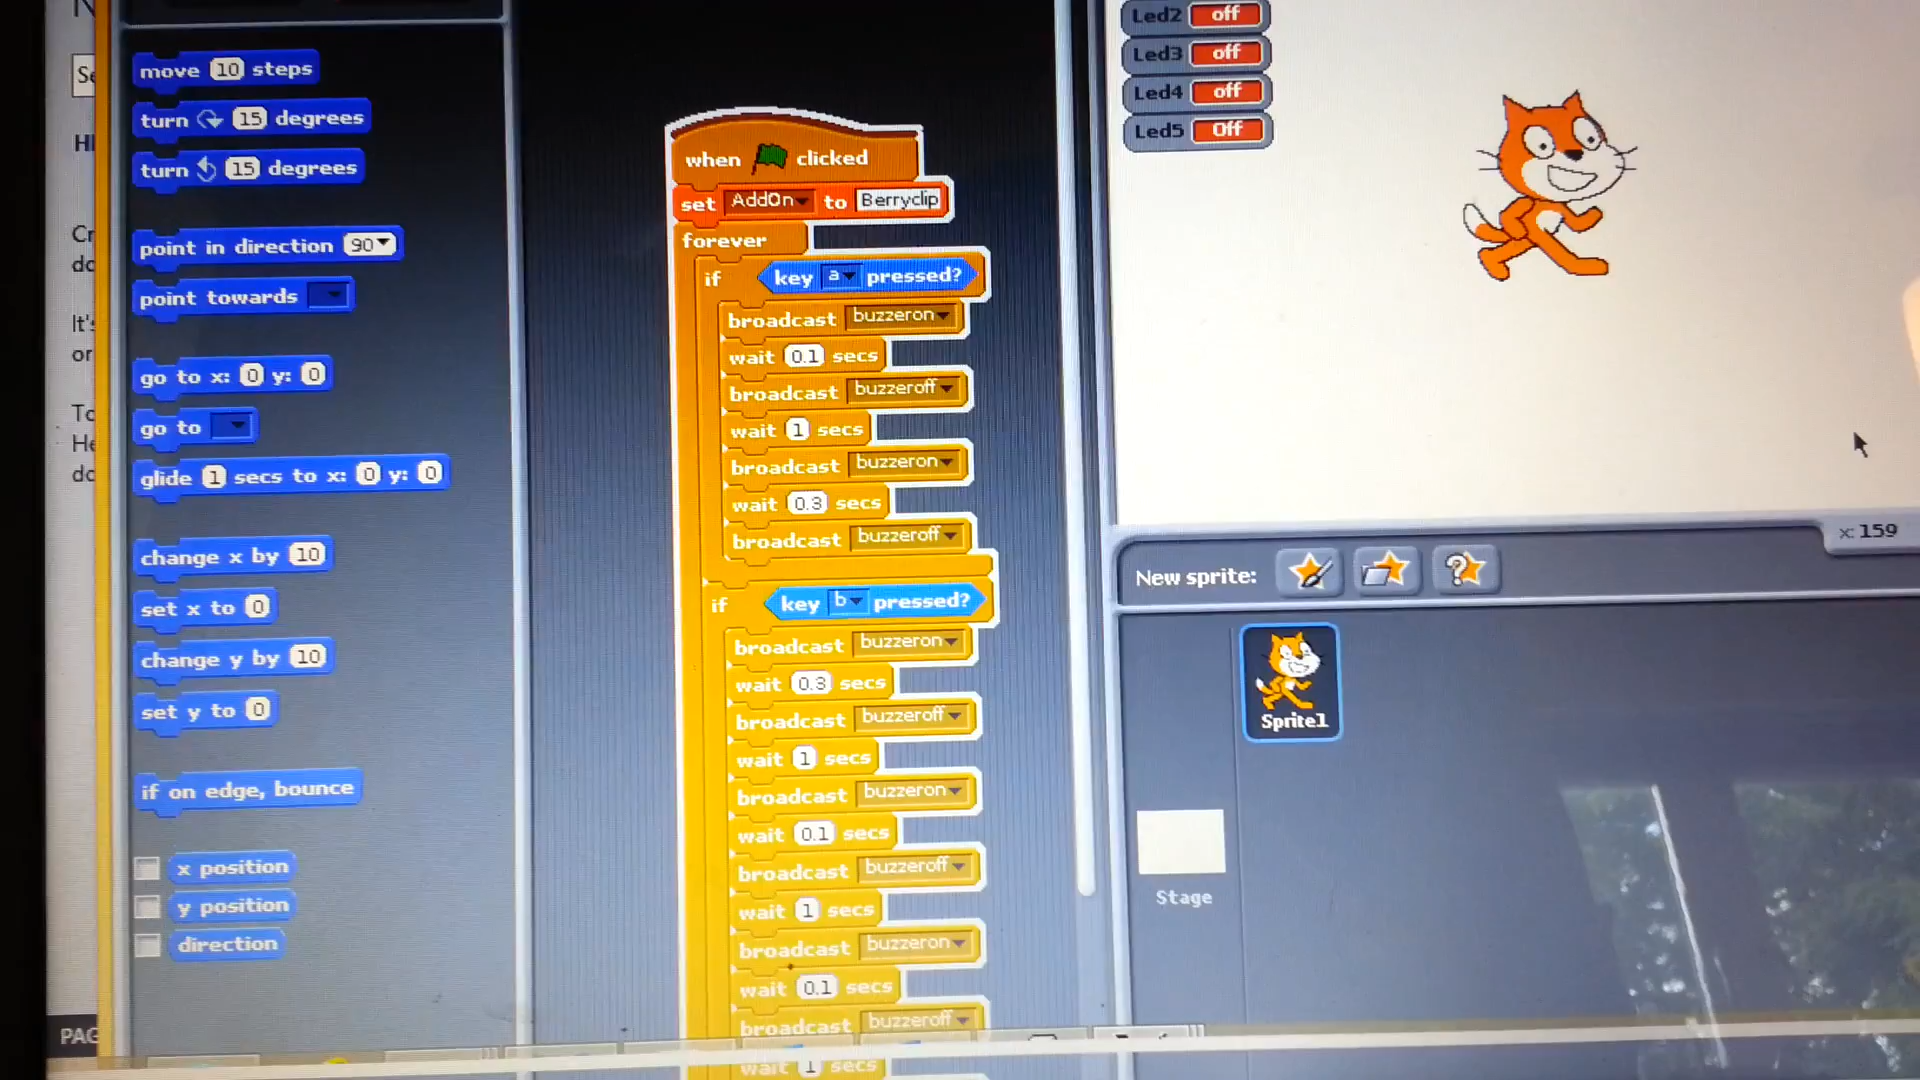 move 10 steps
turn 15 degrees
turn 15 degrees
point in direction 90
point towards
go to x: 0 y: 0
go to
glide 1 secs to x: 0 y: 0
change x by 10
set x to 0
change y by 10
set y to 0
if on edge, bounce
x position
y position
direction
when clicked
set AddOn to Berryclip
forever
if key a pressed?
broadcast buzzeron
wait 0.1 secs
broadcast buzzeroff
wait 1 secs
broadcast buzzeron
wait 0.3 secs
broadcast buzzeroff
if key b pressed?
broadcast buzzeron
wait 0.3 secs
broadcast buzzeroff
wait 1 secs
broadcast buzzeron
wait 0.1 secs
broadcast buzzeroff
wait 1 secs
broadcast buzzeron
wait 0.1 secs
broadcast buzzeroff
wait 1 secs
Led2 off
Led3 off
Led4 off
Led5 Off
x: 159
New sprite:
Sprite1
Stage
PAG